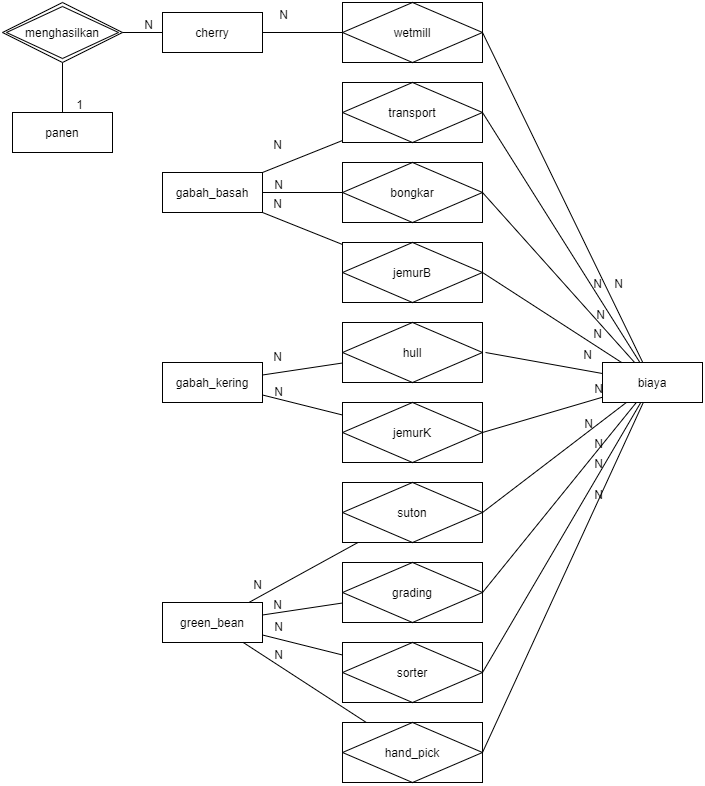 menghasilkan
N
cherry
N
wetmill
1
panen
transport
N
gabah_basah
N
bongkar
N
jemurB
N
N
N
N
hull
N
N
gabah_kering
biaya
N
N
jemurK
N
N
N
N
suton
N
grading
N
green_bean
N
sorter
N
hand_pick